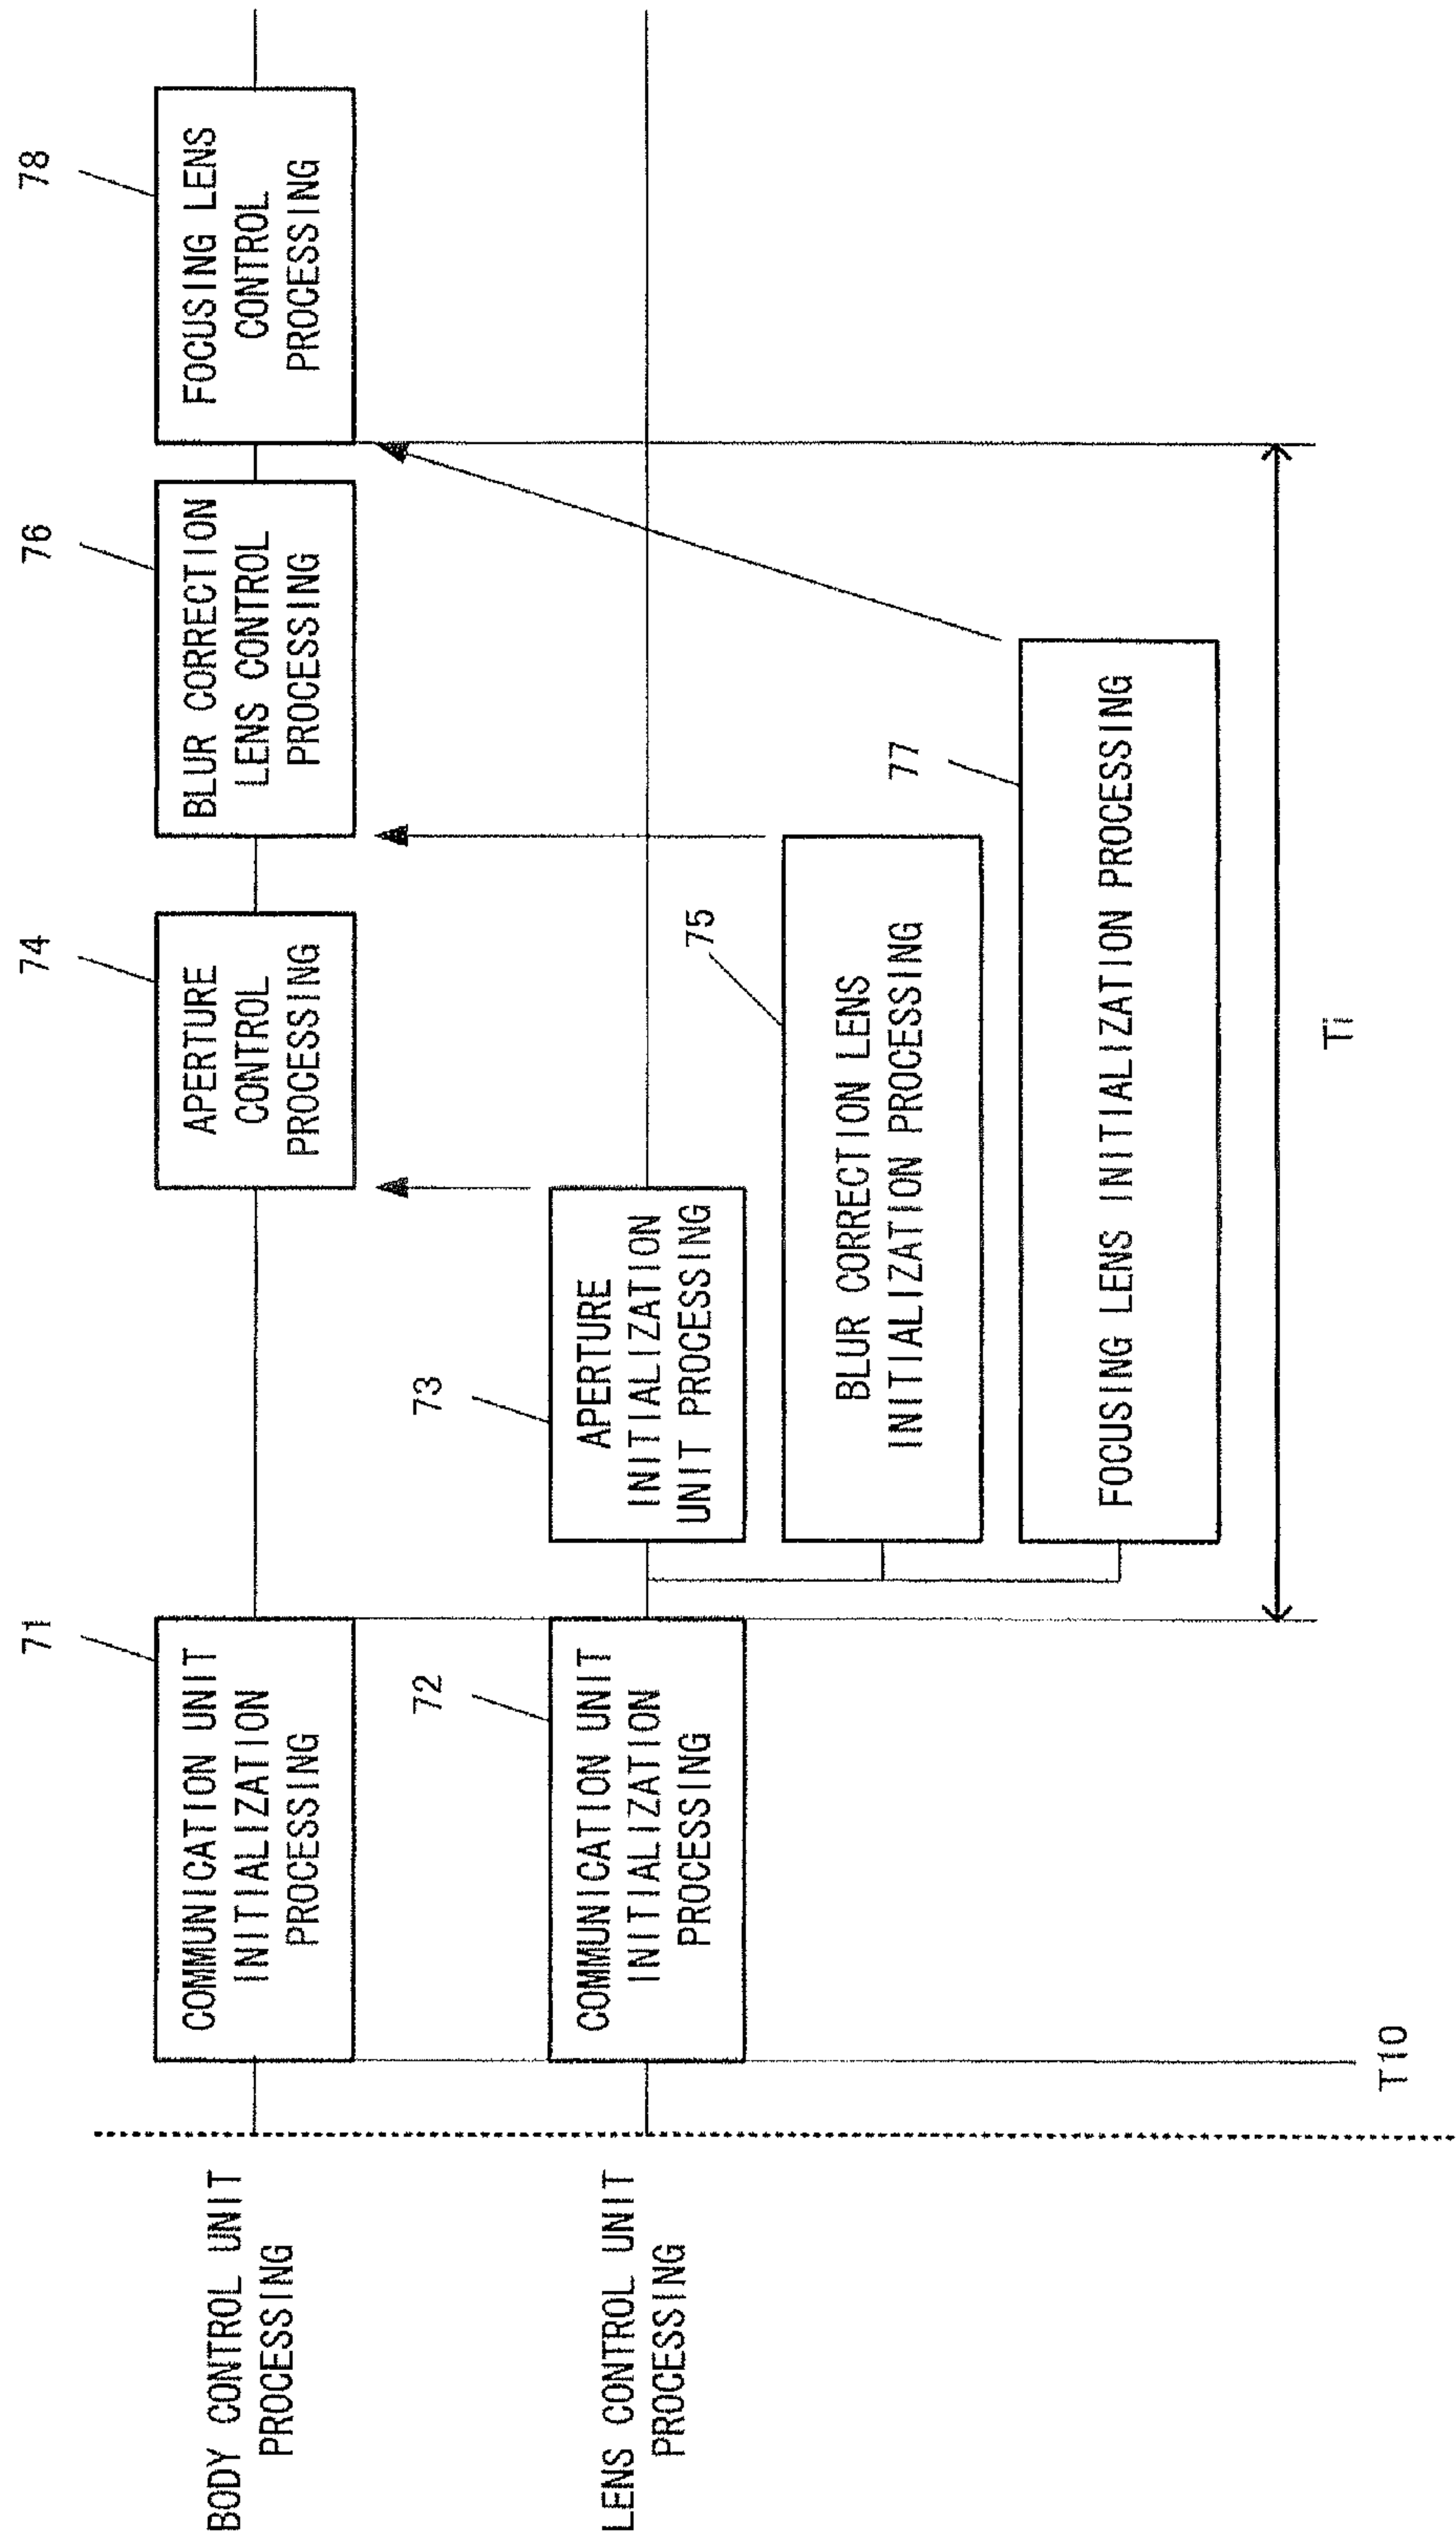 BODY CONTROL UNIT
PROCESSING
71
COMMUNICATION UNIT
INITIALIZATION
PROCESSING
74
APERTURE
CONTROL
PROCESSING
76
BLUR CORRECTION
LENS CONTROL
PROCESSING
78
FOCUSING LENS
CONTROL
PROCESSING
LENS CONTROL UNIT
PROCESSING
72
COMMUNICATION UNIT
INITIALIZATION
PROCESSING
73
APERTURE
INITIALIZATION
UNIT PROCESSING
75
BLUR CORRECTION LENS
INITIALIZATION PROCESSING
77
FOCUSING LENS INITIALIZATION PROCESSING
Ti
T10